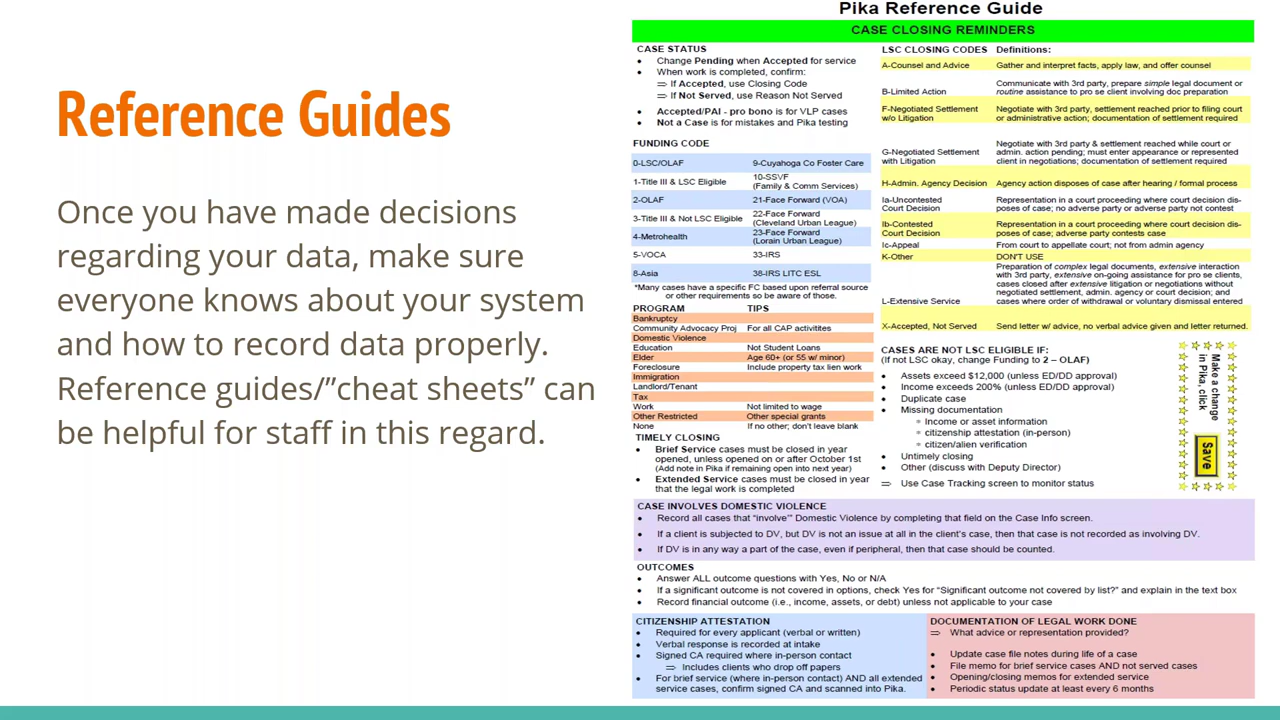 Reference Guides
Once you have made decisions
regarding your data, make sure
everyone knows about your system
and how to record data properly.
Reference guides/”cheat sheets” can
be helpful for staff in this regard.
Pika Reference Guide
CASE CLOSING REMINDERS
CASE STATUS
• Change Pending when Accepted for service
• When work is completed, confirm:
⇒ If Accepted, use Closing Code
⇒ If Not Served, use Reason Not Served
• Accepted/PAI - pro bono is for VLP cases
• Not a Case is for mistakes and Pika testing
FUNDING CODE
0-LSC/OLAF 9-Cuyahoga Co Foster Care
1-Title III & LSC Eligible 10-SSVF
(Family & Comm Services)
2-OLAF 21-Face Forward (VOA)
3-Title III & Not LSC Eligible 22-Face Forward
(Cleveland Urban League)
4-Metrohealth 23-Face Forward
(Lorain Urban League)
5-VOCA 33-IRS
8-Asia 38-IRS LITC ESL
*Many cases have a specific FC based upon referral source
or other requirements so be aware of those.
PROGRAM TIPS
Bankruptcy
Community Advocacy Proj For all CAP activitites
Domestic Violence
Education Not Student Loans
Elder Age 60+ (or 55 w/ minor)
Foreclosure Include property tax lien work
Immigration
Landlord/Tenant
Tax
Work Not limited to wage
Other Restricted Other special grants
None If no other; don't leave blank
TIMELY CLOSING
• Brief Service cases must be closed in year
opened, unless opened on or after October 1st
(Add note in Pika if remaining open into next year)
• Extended Service cases must be closed in year
that the legal work is completed
LSC CLOSING CODES Definitions:
A-Counsel and Advice Gather and interpret facts, apply law, and offer counsel
Communicate with 3rd party, prepare simple legal document or
B-Limited Action routine assistance to pro se client involving doc preparation
F-Negotiated Settlement Negotiate with 3rd party, settlement reached prior to filing court
w/o Litigation or administrative action; documentation of settlement required
Negotiate with 3rd party & settlement reached while court or
G-Negotiated Settlement admin. action pending; must enter appearance or represented
with Litigation client in negotiations; documentation of settlement required
H-Admin. Agency Decision Agency action disposes of case after hearing / formal process
Ia-Uncontested Representation in a court proceeding where court decision dis-
Court Decision poses of case; no adverse party or adverse party not contest
Ib-Contested Representation in a court proceeding where court decision dis-
Court Decision poses of case; adverse party contests case
Ic-Appeal From court to appellate court; not from admin agency
K-Other DON'T USE
Preparation of complex legal documents, extensive interaction
with 3rd party, extensive on-going assistance for pro se clients,
cases closed after extensive litigation or negotiations without
negotiated settlement, admin. agency or court decision; and
L-Extensive Service cases where order of withdrawal or voluntary dismissal entered
X-Accepted, Not Served Send letter w/ advice, no verbal advice given and letter returned.
CASES ARE NOT LSC ELIGIBLE IF:
(If not LSC okay, change Funding to 2 – OLAF)
• Assets exceed $12,000 (unless ED/DD approval)
• Income exceeds 200% (unless ED/DD approval)
• Duplicate case
• Missing documentation
Income or asset information
citizenship attestation (in-person)
citizen/alien verification
• Untimely closing
• Other (discuss with Deputy Director)
⇒ Use Case Tracking screen to monitor status
Make a change
in Pika, click
Save
CASE INVOLVES DOMESTIC VIOLENCE
• Record all cases that “involve'” Domestic Violence by completing that field on the Case Info screen.
• If a client is subjected to DV, but DV is not an issue at all in the client's case, then that case is not recorded as involving DV.
• If DV is in any way a part of the case, even if peripheral, then that case should be counted.
OUTCOMES
• Answer ALL outcome questions with Yes, No or N/A
• If a significant outcome is not covered in options, check Yes for “Significant outcome not covered by list?” and explain in the text box
• Record financial outcome (i.e., income, assets, or debt) unless not applicable to your case
CITIZENSHIP ATTESTATION
• Required for every applicant (verbal or written)
• Verbal response is recorded at intake
• Signed CA required where in-person contact
⇒ Includes clients who drop off papers
• For brief service (where in-person contact) AND all extended
service cases, confirm signed CA and scanned into Pika.
DOCUMENTATION OF LEGAL WORK DONE
⇒ What advice or representation provided?
• Update case file notes during life of a case
• File memo for brief service cases AND not served cases
• Opening/closing memos for extended service
• Periodic status update at least every 6 months